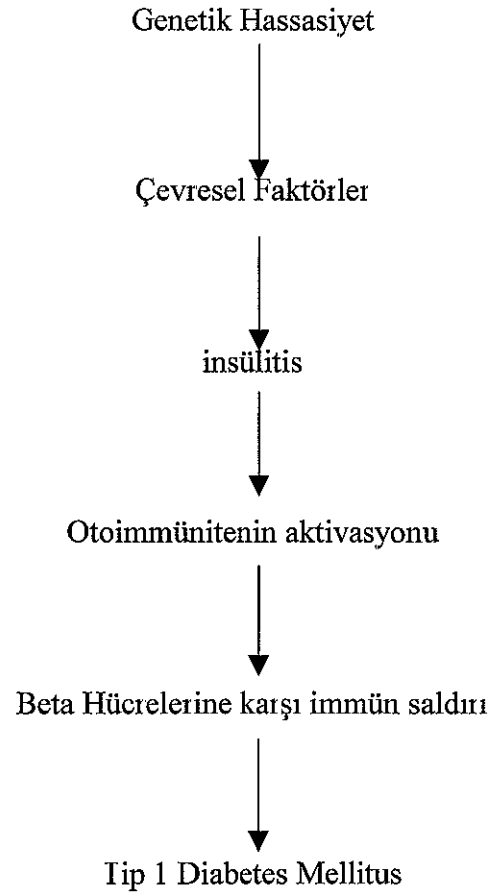 Genetik Hassasiyet
Çevresel Faktörler
insülitis
Otoimmünitenin aktivasyonu
Beta Hücrelerine karşı immün saldırı
Tip 1 Diabetes Mellitus